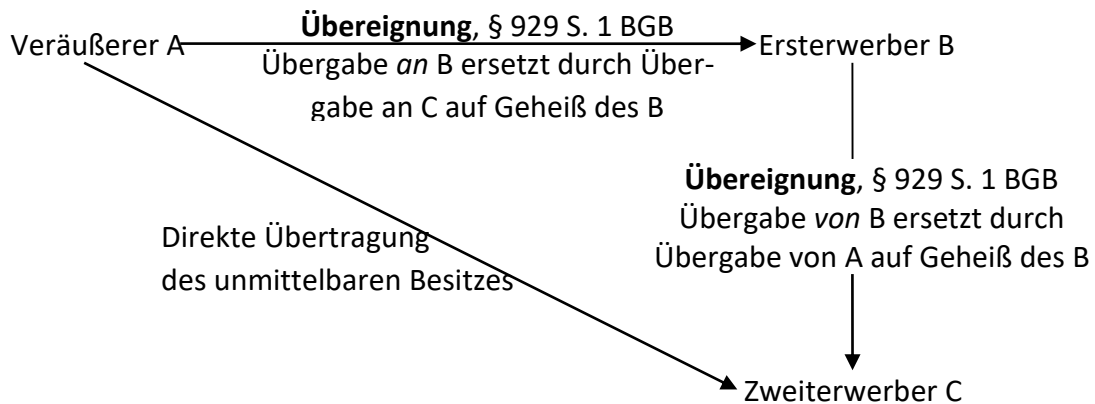 Übereignung, § 929 S. 1 BGB
Veräußerer A
Ersterwerber B
Übergabe an B ersetzt durch Über-
gabe an C auf Geheiß des B
Übereignung, § 929 S. 1 BGB
Übergabe von B ersetzt durch
Übergabe von A auf Geheiß des B
Direkte Übertragung
des unmittelbaren Besitzes
Zweiterwerber C